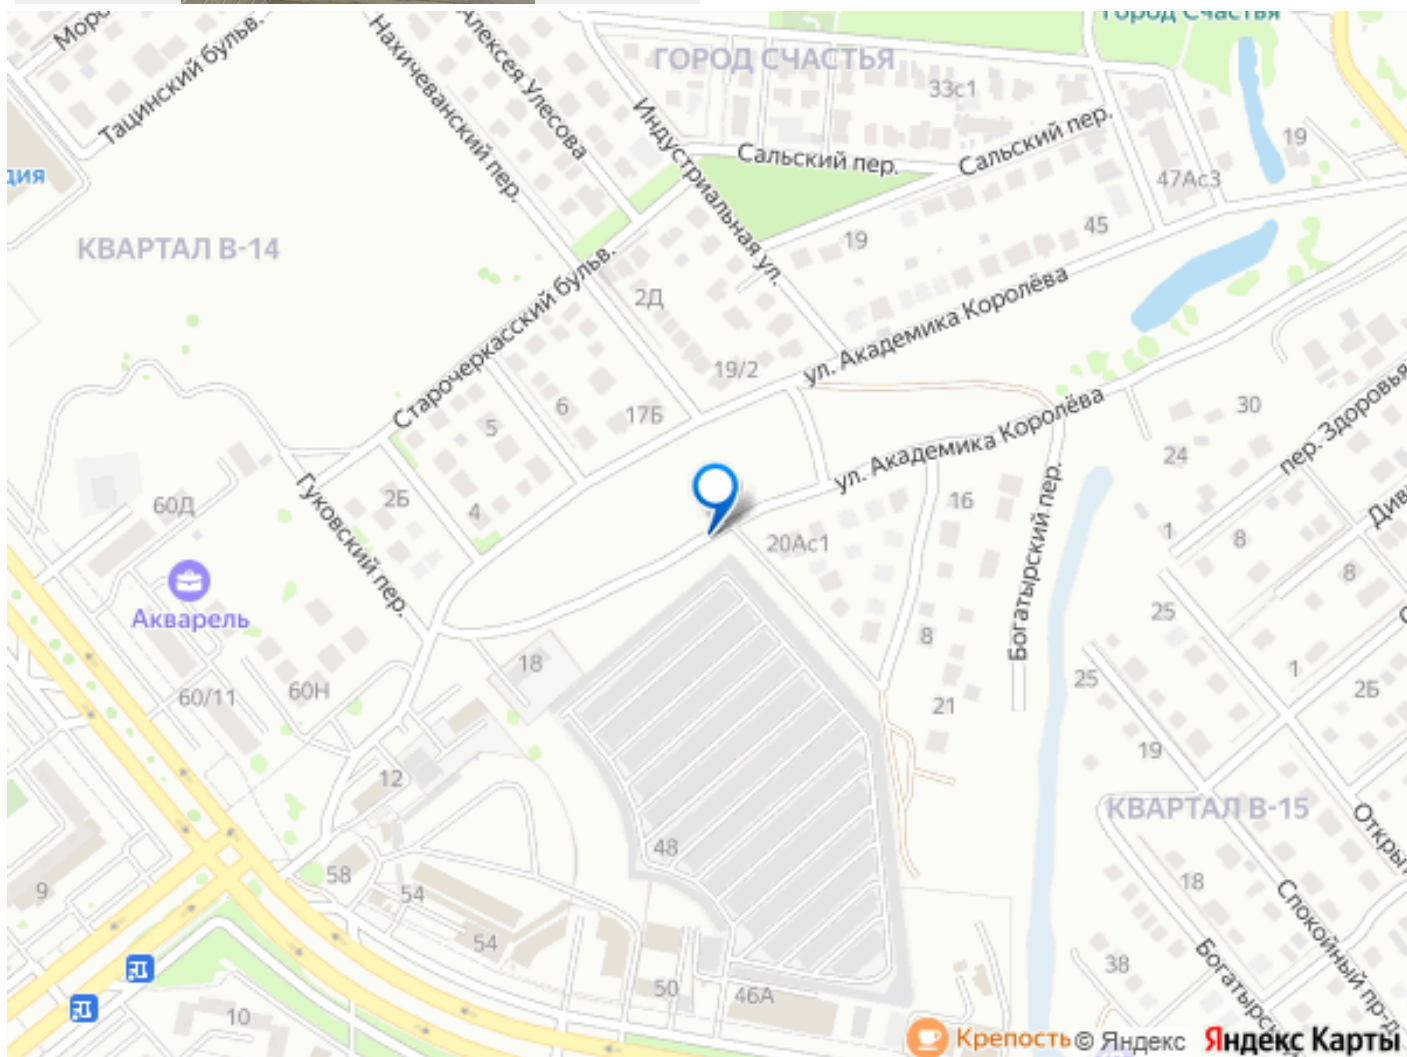 Город Счастья
Тацинский бульв.
Нахичеванский пер.
Алексея Улесова
ГОРОД СЧАСТЬЯ
33с1
Индустриальная ул.
Сальский пер.
Сальский пер.
19
47Ас3
45
19
КВАРТАЛ В-14
2Д
Старочеркасский бульв.
ул. Академика Королёва
19/2
6
17Б
5
30
пер. Здоровья
ул. Академика Королёва
24
16
Гуковский пер.
2Б
4
60Д
20Ас1
1
8
8
Акварель
25
Богатырский пер.
8
18
60Н
60/11
21
25
1
2Б
19
12
КВАРТАЛ В-15
48
58
54
9
18
54
Спокойный пр-д
38
50
46А
10
Крепость
© Яндекс
Яндекс Карты